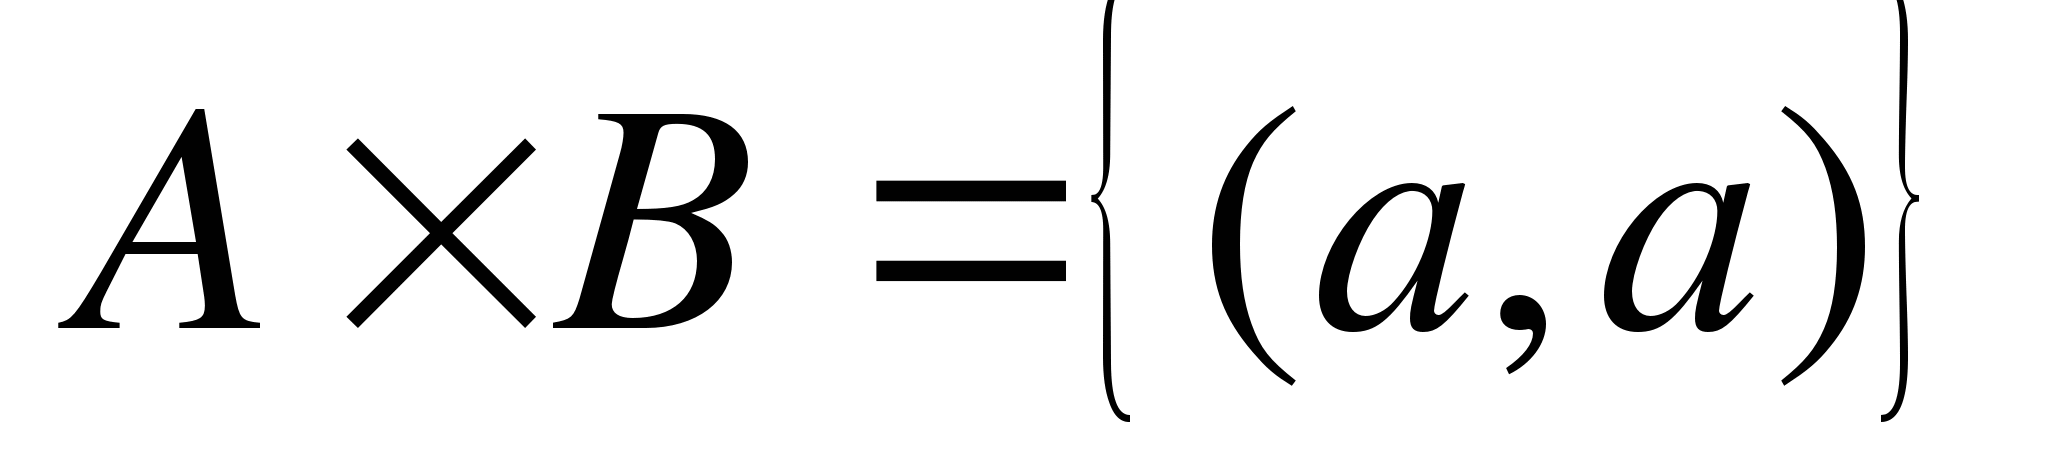 A × B = { (a, a) }